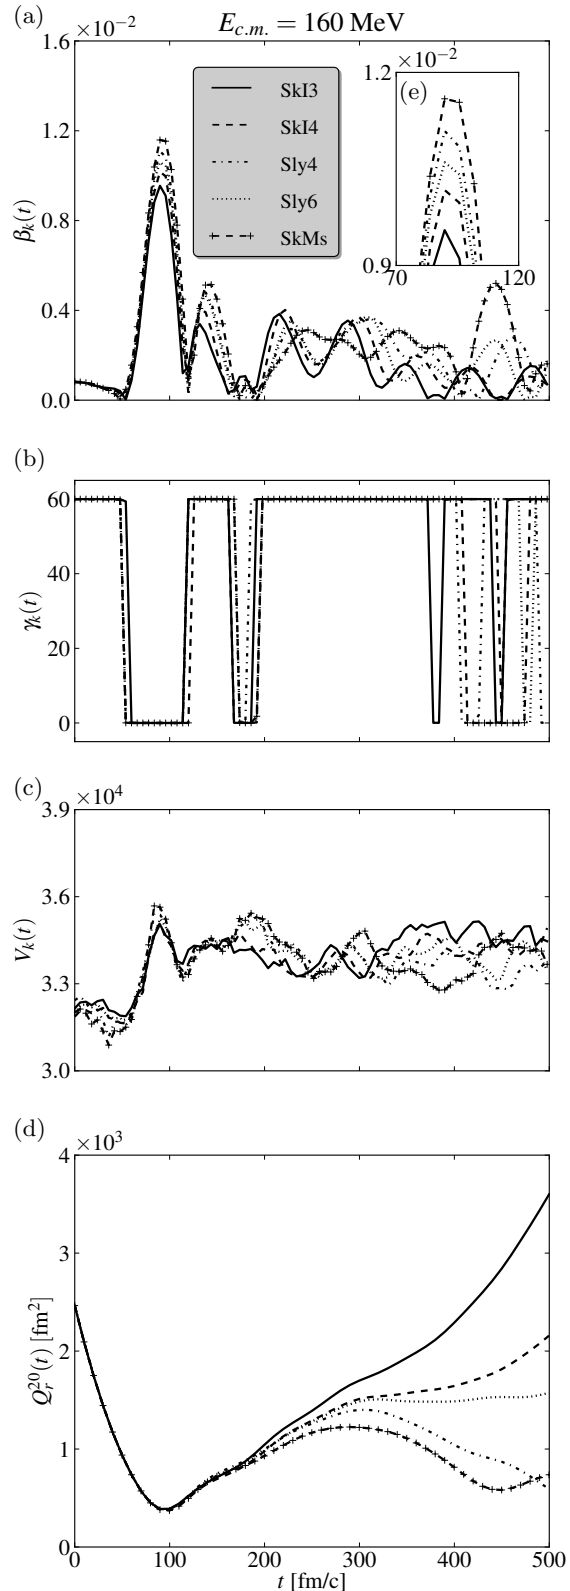 (a)
×10⁻²
E_c.m. = 160 MeV
1.6
1.2
0.8
0.4
0.0
β_k(t)
SkI3
SkI4
Sly4
Sly6
SkMs
1.2 ×10⁻²
(e)
0.9
70
120
(b)
60
40
20
0
γ_k(t)
(c)
×10⁴
3.9
3.6
3.3
3.0
V_k(t)
(d)
×10³
4
3
2
1
0
Q_r^20(t) [fm²]
0 100 200 300 400 500
t [fm/c]